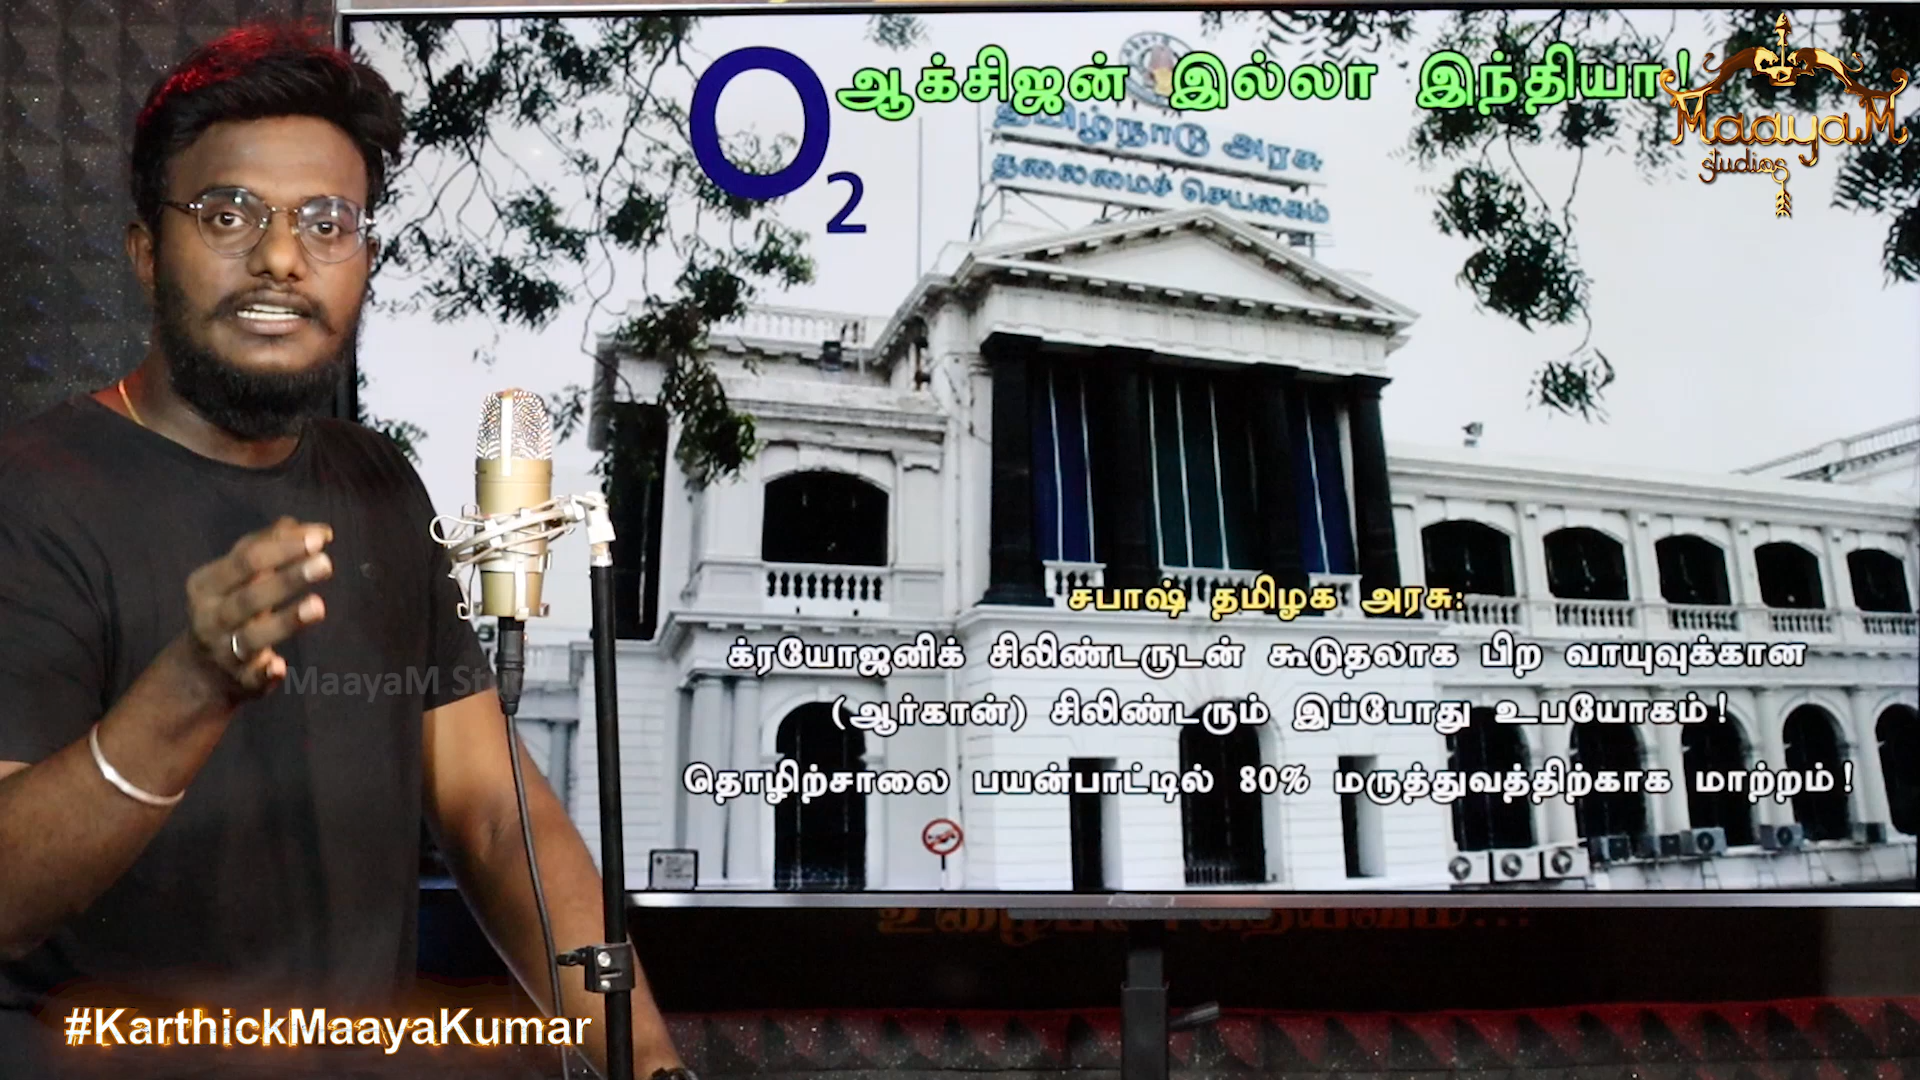 O2
ஆக்சிஜன் இல்லா இந்தியா!
MaayaM
studios
தமிழ்நாடு அரசு
தலைமைச் செயலகம்
சபாஷ் தமிழக அரசு:
க்ரயோஜனிக் சிலிண்டருடன் கூடுதலாக பிற வாயுவுக்கான
(ஆர்கான்) சிலிண்டரும் இப்போது உபயோகம்!
MaayaM
தொழிற்சாலை பயன்பாட்டில் 80% மருத்துவத்திற்காக மாற்றம்!
#KarthickMaayaKumar